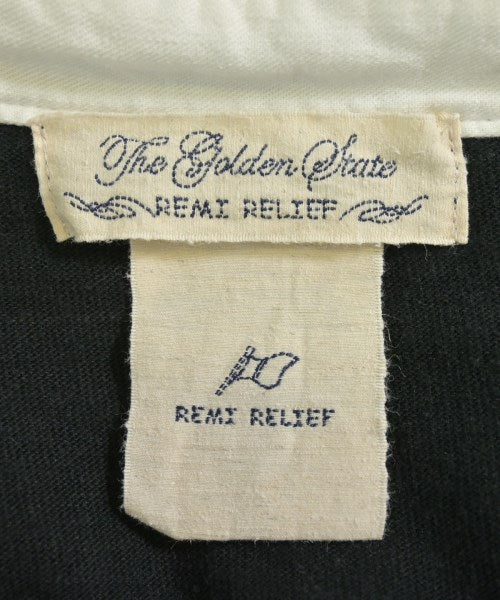 The Golden State
REMI RELIEF
REMI RELIEF